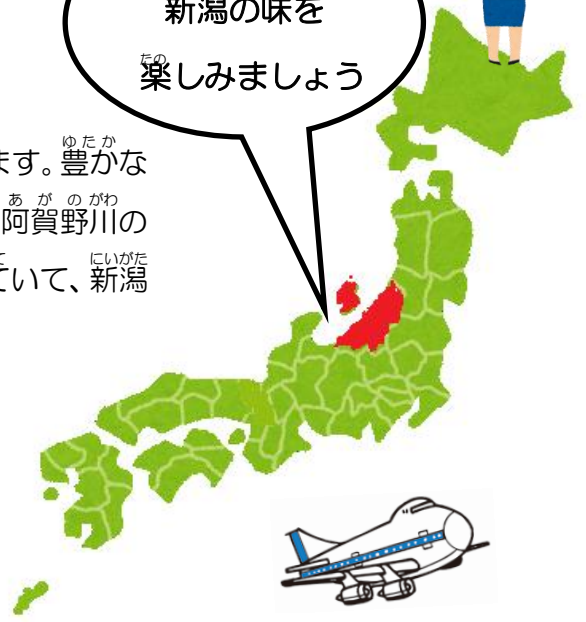 新潟の味を
楽しみましょう
ます。豊かな
阿賀野川の
ていて、新潟